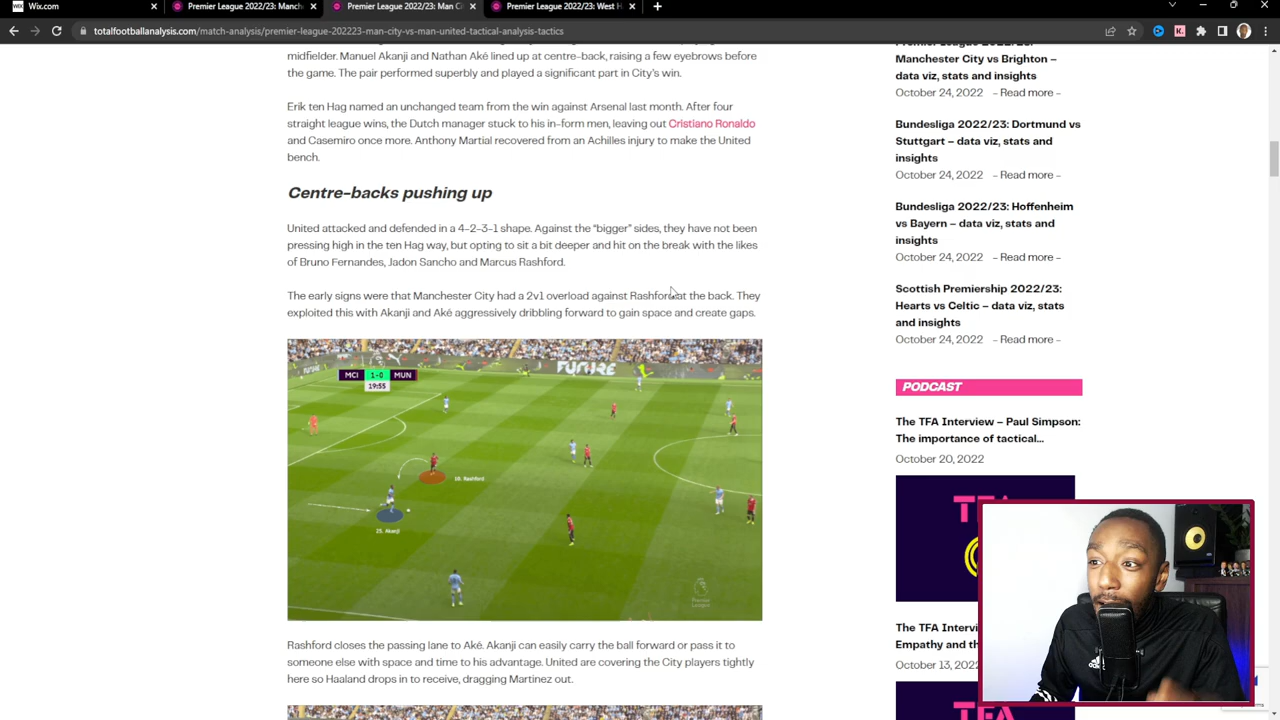 Wix.com
Premier League 2022/23: Manch
Premier League 2022/23: Man Ci
Premier League 2022/23: West H
totalfootballanalysis.com/match-analysis/premier-league-202223-man-city-vs-man-united-tactical-analysis-tactics
midfielder. Manuel Akanji and Nathan Aké lined up at centre-back, raising a few eyebrows before
the game. The pair performed superbly and played a significant part in City's win.
Erik ten Hag named an unchanged team from the win against Arsenal last month. After four
straight league wins, the Dutch manager stuck to his in-form men, leaving out Cristiano Ronaldo
and Casemiro once more. Anthony Martial recovered from an Achilles injury to make the United
bench.
Centre-backs pushing up
United attacked and defended in a 4-2-3-1 shape. Against the "bigger" sides, they have not been
pressing high in the ten Hag way, but opting to sit a bit deeper and hit on the break with the likes
of Bruno Fernandes, Jadon Sancho and Marcus Rashford.
The early signs were that Manchester City had a 2v1 overload against Rashford at the back. They
exploited this with Akanji and Aké aggressively dribbling forward to gain space and create gaps.
FUTURE
MCI 1-0 MUN
19:55
10. Rashford
25. Akanji
Premier
League
Rashford closes the passing lane to Aké. Akanji can easily carry the ball forward or pass it to
someone else with space and time to his advantage. United are covering the City players tightly
here so Haaland drops in to receive, dragging Martinez out.
Premier League 2022/23:
Manchester City vs Brighton –
data viz, stats and insights
October 24, 2022 - Read more -
Bundesliga 2022/23: Dortmund vs
Stuttgart – data viz, stats and
insights
October 24, 2022 - Read more -
Bundesliga 2022/23: Hoffenheim
vs Bayern – data viz, stats and
insights
October 24, 2022 - Read more -
Scottish Premiership 2022/23:
Hearts vs Celtic – data viz, stats
and insights
October 24, 2022 - Read more -
PODCAST
The TFA Interview – Paul Simpson:
The importance of tactical...
October 20, 2022
TFA
The TFA Intervi
Empathy and th
October 13, 2022
TFA
adidas